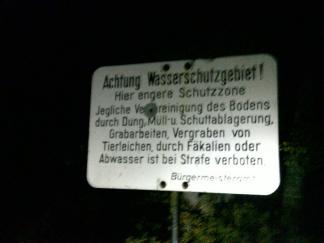 Achtung Wasserschutzgebiet!
Hier engere Schutzzone
Jegliche Verunreinigung des Bodens
durch Dung, Müll-u. Schuttablagerung,
Grabarbeiten, Vergraben von
Tierleichen, durch Fäkalien oder
Abwasser ist bei Strafe verboten.
Bürgermeisteramt